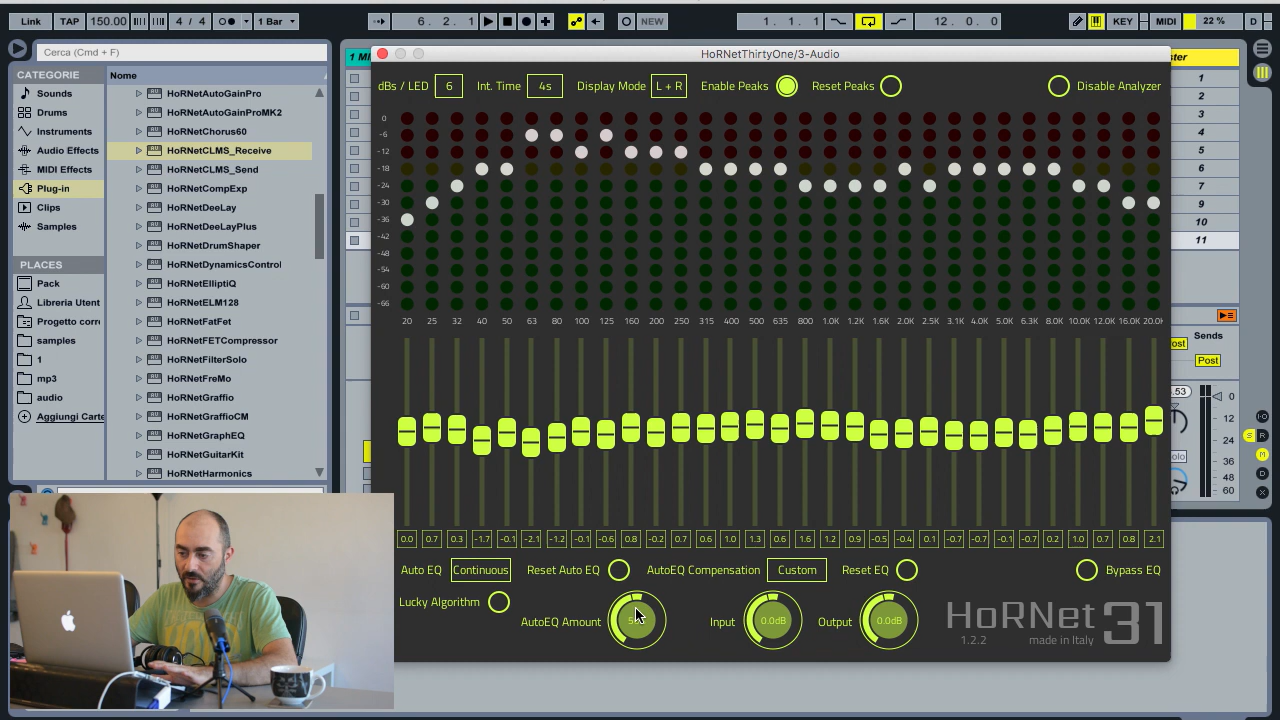 Link TAP 150.00 4 / 4 1 Bar 6. 2. 1 NEW 1. 1. 1 12. 0. 0 KEY MIDI 22 % D
Cerca (Cmd + F)
CATEGORIE
Sounds
Drums
Instruments
Audio Effects
MIDI Effects
Plug-in
Clips
Samples
PLACES
Pack
Libreria Utent
Progetto corre
samples
1
mp3
audio
Aggiungi Carte
Nome
HoRNetAutoGainPro
HoRNetAutoGainProMK2
HoRNetChorus60
HoRNetCLMS_Receive
HoRNetCLMS_Send
HoRNetCompExp
HoRNetDeeLay
HoRNetDeeLayPlus
HoRNetDrumShaper
HoRNetDynamicsControl
HoRNetElliptiQ
HoRNetELM128
HoRNetFatFet
HoRNetFETCompressor
HoRNetFilterSolo
HoRNetFreMo
HoRNetGraffio
HoRNetGraffioCM
HoRNetGraphEQ
HoRNetGuitarKit
HoRNetHarmonics
HoRNetThirtyOne/3-Audio
dBs / LED 6 Int. Time 4s Display Mode L + R Enable Peaks Reset Peaks Disable Analyzer
0
-6
-12
-18
-24
-30
-36
-42
-48
-54
-60
-66
20 25 32 40 50 63 80 100 125 160 200 250 315 400 500 635 800 1.0K 1.2K 1.6K 2.0K 2.5K 3.1K 4.0K 5.0K 6.3K 8.0K 10.0K 12.0K 16.0K 20.0K
0.0 0.7 0.3 -1.7 -0.1 -2.1 -1.2 -0.1 -0.6 0.8 -0.2 0.7 0.6 1.0 1.3 0.6 1.6 1.2 0.9 -0.5 -0.4 0.1 -0.7 -0.7 -0.1 -0.7 0.2 1.0 0.7 0.8 2.1
Auto EQ Continuous Reset Auto EQ AutoEQ Compensation Custom Reset EQ Bypass EQ
Lucky Algorithm
AutoEQ Amount Input 0.0dB Output 0.0dB
HoRNet 31
1.2.2 made in Italy
ster
1
2
3
4
5
6
7
9
10
11
Sends
Post
0
12
24
36
48
60
I·O
S R
M
D
X